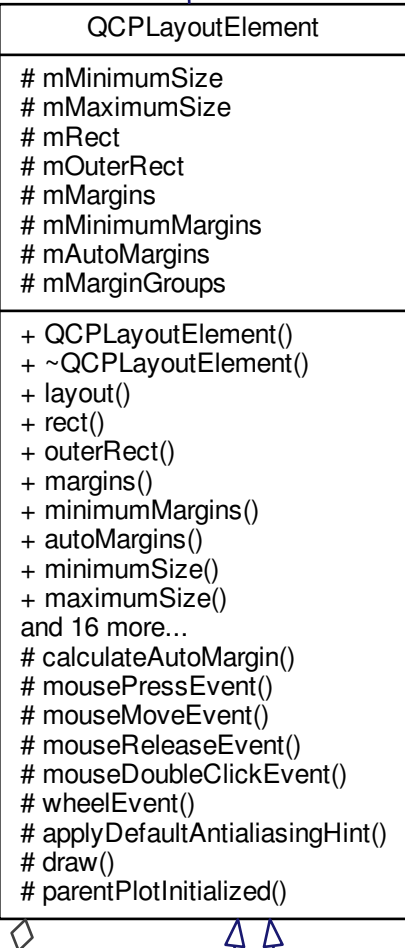 QCPLayoutElement
# mMinimumSize
# mMaximumSize
# mRect
# mOuterRect
# mMargins
# mMinimumMargins
# mAutoMargins
# mMarginGroups
+ QCPLayoutElement()
+ ~QCPLayoutElement()
+ layout()
+ rect()
+ outerRect()
+ margins()
+ minimumMargins()
+ autoMargins()
+ minimumSize()
+ maximumSize()
and 16 more...
# calculateAutoMargin()
# mousePressEvent()
# mouseMoveEvent()
# mouseReleaseEvent()
# mouseDoubleClickEvent()
# wheelEvent()
# applyDefaultAntialiasingHint()
# draw()
# parentPlotInitialized()